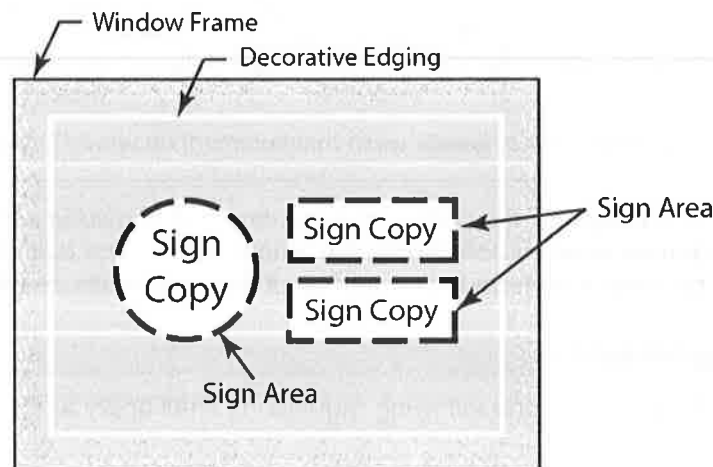 Window Frame
Decorative Edging
Sign
Copy
Sign Copy
Sign Copy
Sign Area
Sign Area